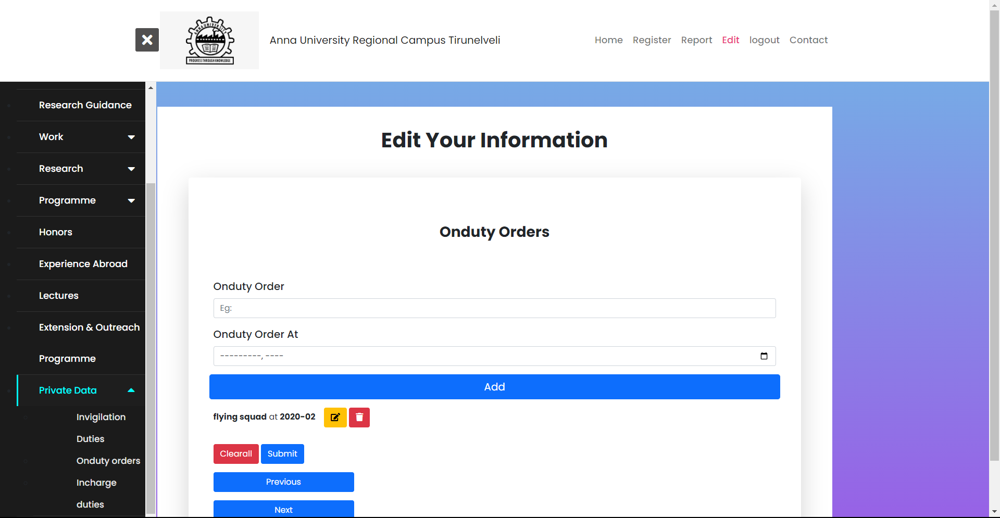 ANNA UNIVERSITY
PROGRESS THROUGH KNOWLEDGE
Anna University Regional Campus Tirunelveli
Home
Register
Report
Edit
logout
Contact
Research Guidance
Work
Research
Programme
Honors
Experience Abroad
Lectures
Extension & Outreach
Programme
Private Data
Invigilation
Duties
Onduty orders
Incharge
duties
Edit Your Information
Onduty Orders
Onduty Order
Eg:
Onduty Order At
---------, ----
Add
flying squad at 2020-02
Clearall
Submit
Previous
Next